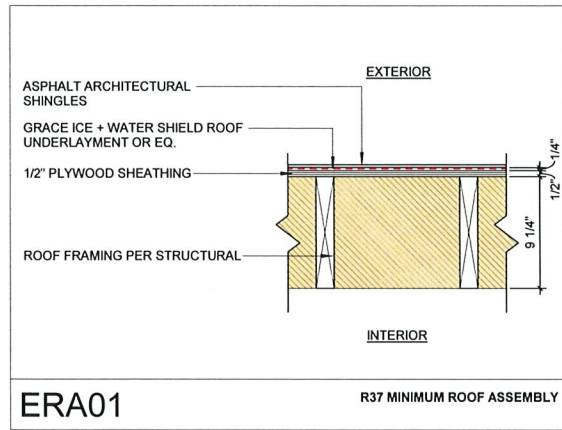 EXTERIOR
ASPHALT ARCHITECTURAL
SHINGLES
GRACE ICE + WATER SHIELD ROOF
UNDERLAYMENT OR EQ.
1/2" PLYWOOD SHEATHING
ROOF FRAMING PER STRUCTURAL
1/4"
1/2"
9 1/4"
INTERIOR
ERA01
R37 MINIMUM ROOF ASSEMBLY